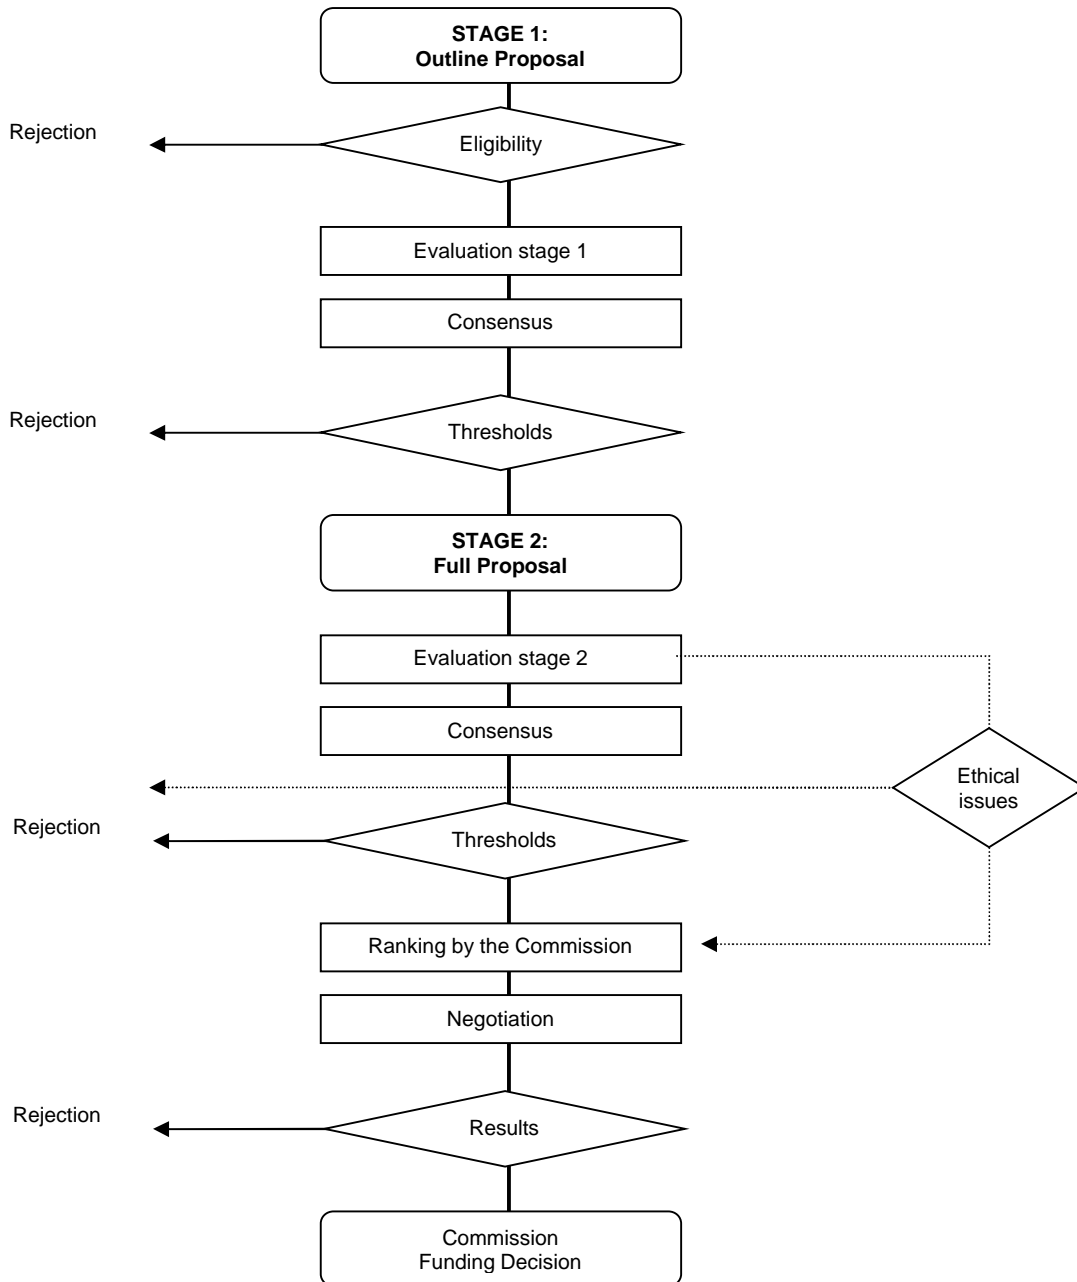 STAGE 1:
Outline Proposal
Rejection
Eligibility
Evaluation stage 1
Consensus
Rejection
Thresholds
STAGE 2:
Full Proposal
Evaluation stage 2
Consensus
Ethical
issues
Rejection
Thresholds
Ranking by the Commission
Negotiation
Rejection
Results
Commission
Funding Decision